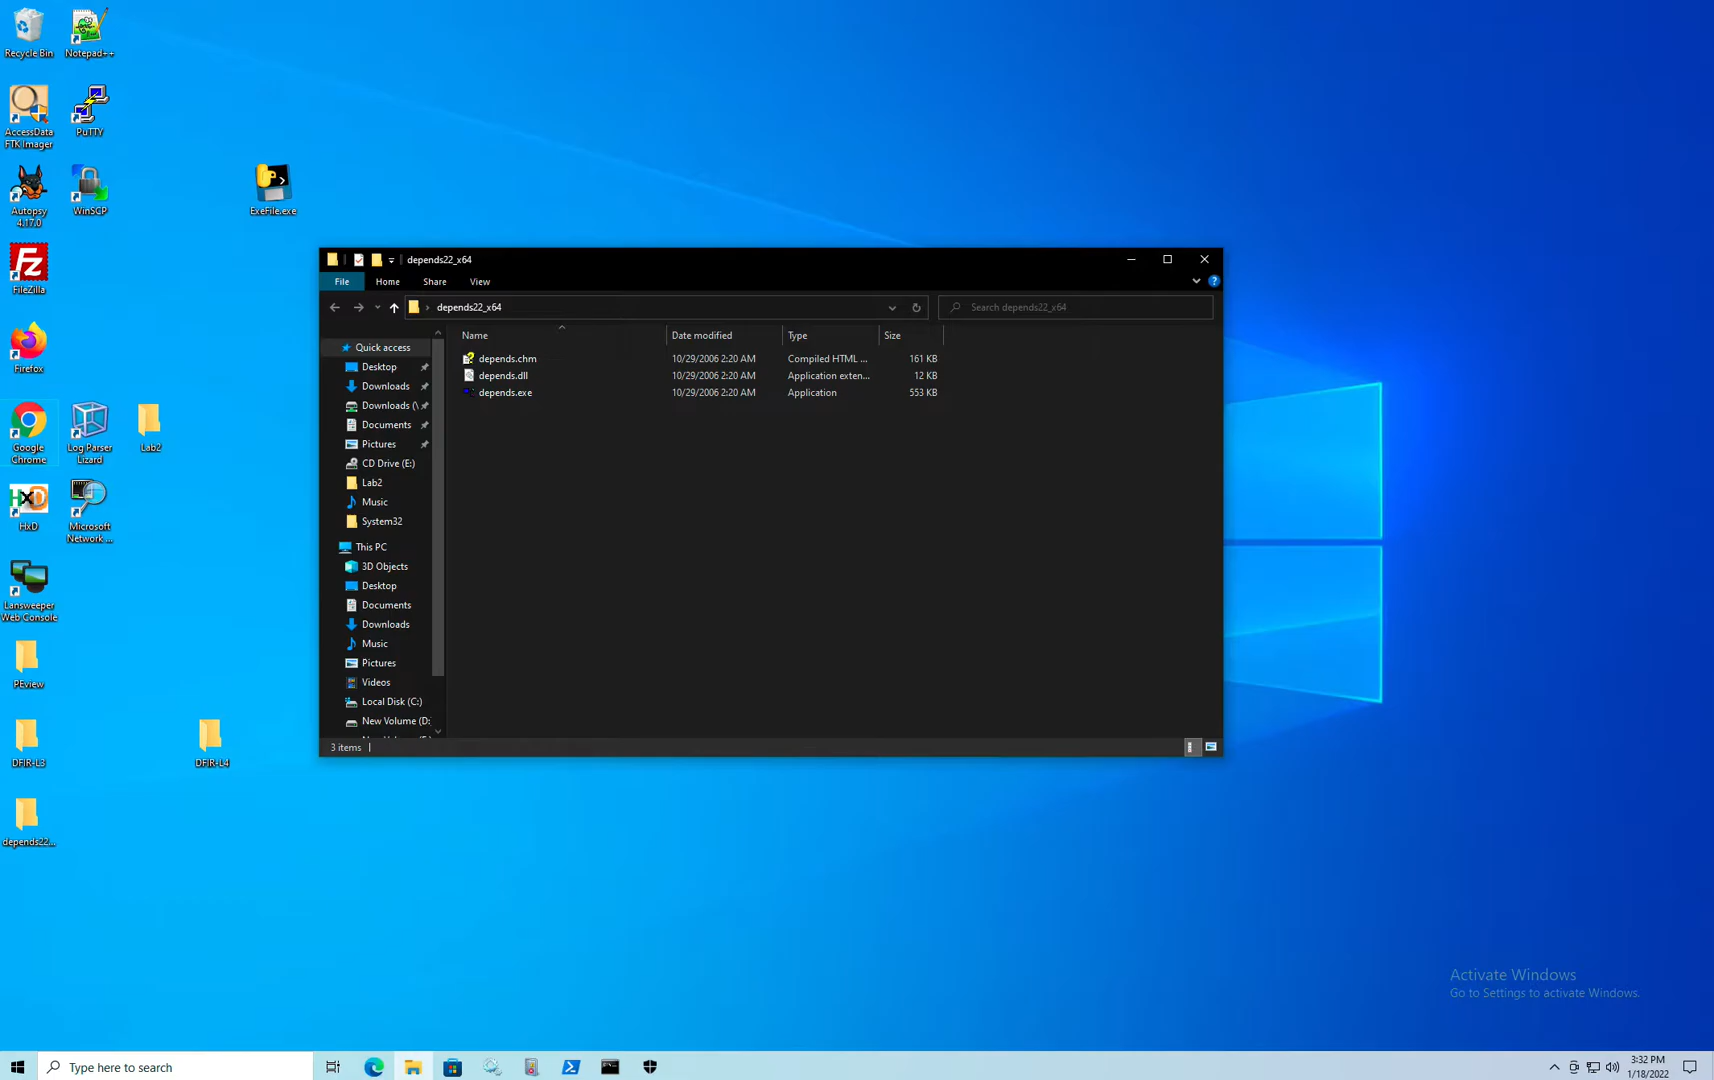 Recycle Bin
Notepad++
AccessData
FTK Imager
PuTTY
Autopsy
4.17.0
WinSCP
ExeFile.exe
FileZilla
Firefox
Google
Chrome
Log Parser
Lizard
Lab2
HxD
Microsoft
Network ...
Lansweeper
Web Console
PEview
DFIR-L3
DFIR-L4
depends22...
depends22_x64
File
Home
Share
View
depends22_x64
Search depends22_x64
Name
Date modified
Type
Size
depends.chm
10/29/2006 2:20 AM
Compiled HTML ...
161 KB
depends.dll
10/29/2006 2:20 AM
Application exten...
12 KB
depends.exe
10/29/2006 2:20 AM
Application
553 KB
Quick access
Desktop
Downloads
Downloads (\
Documents
Pictures
CD Drive (E:)
Lab2
Music
System32
This PC
3D Objects
Desktop
Documents
Downloads
Music
Pictures
Videos
Local Disk (C:)
New Volume (D:
3 items
Activate Windows
Go to Settings to activate Windows.
Type here to search
3:32 PM
1/18/2022